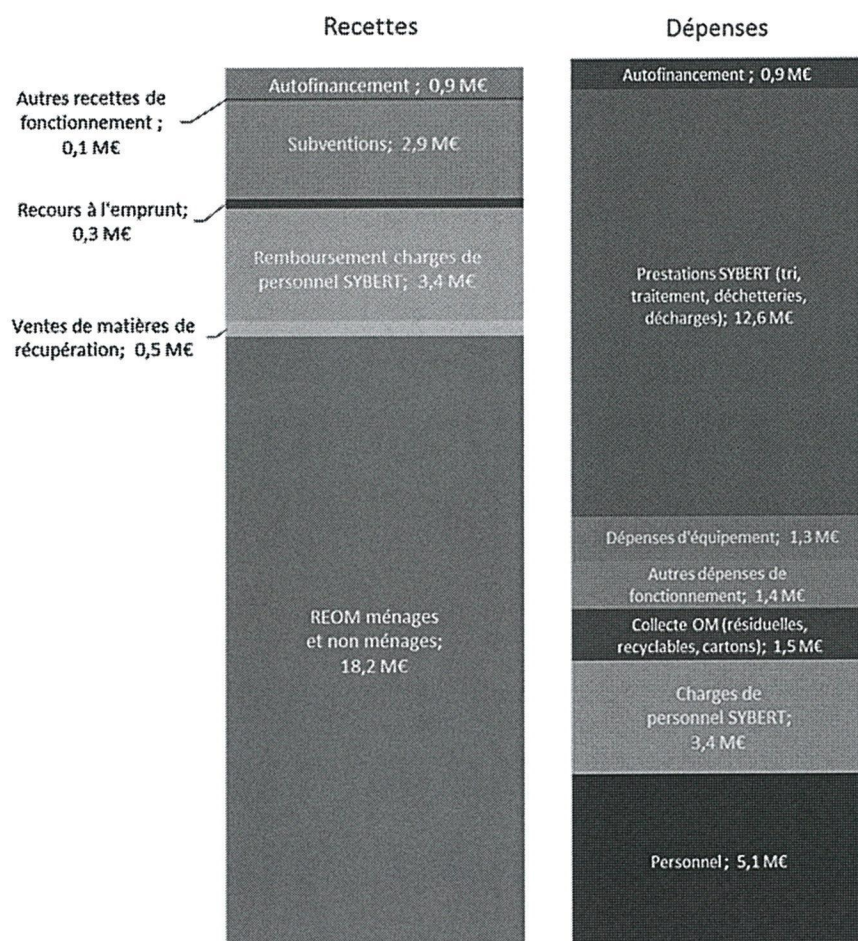 Recettes
Autofinancement ; 0,9 M€
Autres recettes de
fonctionnement ;
0,1 M€
Subventions; 2,9 M€
Recours à l'emprunt;
0,3 M€
Remboursement charges de
personnel SYBERT; 3,4 M€
Ventes de matières de
récupération; 0,5 M€
REOM ménages
et non ménages;
18,2 M€
Dépenses
Autofinancement ; 0,9 M€
Prestations SYBERT (tri,
traitement, déchetteries,
décharges); 12,6 M€
Dépenses d'équipement; 1,3 M€
Autres dépenses de
fonctionnement; 1,4 M€
Collecte OM (résiduelles,
recyclables, cartons); 1,5 M€
Charges de
personnel SYBERT;
3,4 M€
Personnel ; 5,1 M€